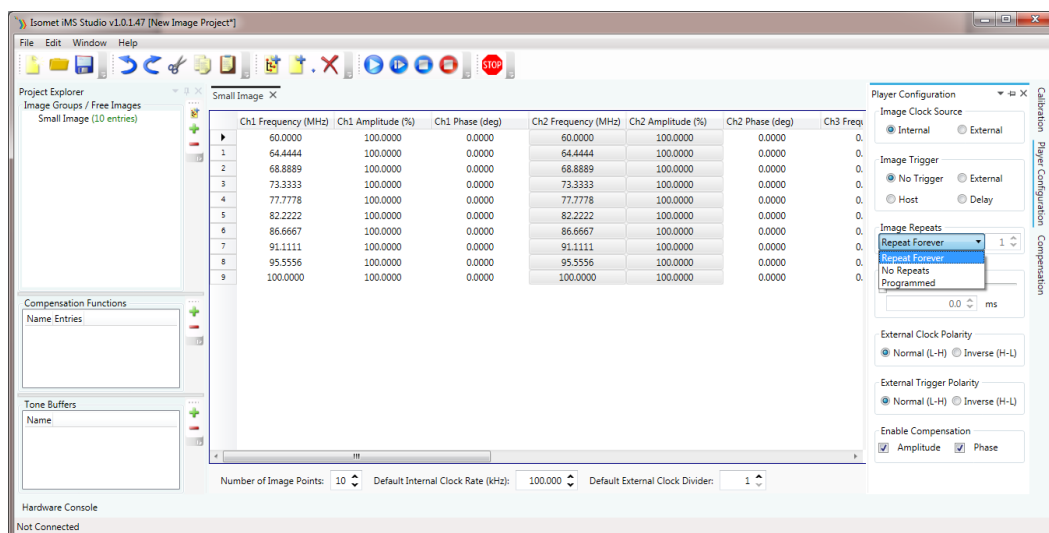 Isomet iMS Studio v1.0.1.47 [New Image Project*]
File Edit Window Help
STOP
Project Explorer
Image Groups / Free Images
Small Image (10 entries)
Compensation Functions
Name Entries
Tone Buffers
Name
Small Image
Ch1 Frequency (MHz) Ch1 Amplitude (%) Ch1 Phase (deg) Ch2 Frequency (MHz) Ch2 Amplitude (%) Ch2 Phase (deg) Ch3 Frequ
60.0000 100.0000 0.0000 60.0000 100.0000 0.0000 0.
1 64.4444 100.0000 0.0000 64.4444 100.0000 0.0000 0.
2 68.8889 100.0000 0.0000 68.8889 100.0000 0.0000 0.
3 73.3333 100.0000 0.0000 73.3333 100.0000 0.0000 0.
4 77.7778 100.0000 0.0000 77.7778 100.0000 0.0000 0.
5 82.2222 100.0000 0.0000 82.2222 100.0000 0.0000 0.
6 86.6667 100.0000 0.0000 86.6667 100.0000 0.0000 0.
7 91.1111 100.0000 0.0000 91.1111 100.0000 0.0000 0.
8 95.5556 100.0000 0.0000 95.5556 100.0000 0.0000 0.
9 100.0000 100.0000 0.0000 100.0000 100.0000 0.0000 0.
Number of Image Points: 10 Default Internal Clock Rate (kHz): 100.000 Default External Clock Divider: 1
Player Configuration
Image Clock Source
Internal External
Image Trigger
No Trigger External
Host Delay
Image Repeats
Repeat Forever 1
Repeat Forever
No Repeats
Programmed
0.0 ms
External Clock Polarity
Normal (L-H) Inverse (H-L)
External Trigger Polarity
Normal (L-H) Inverse (H-L)
Enable Compensation
Amplitude Phase
Calibration
Player Configuration
Compensation
Hardware Console
Not Connected